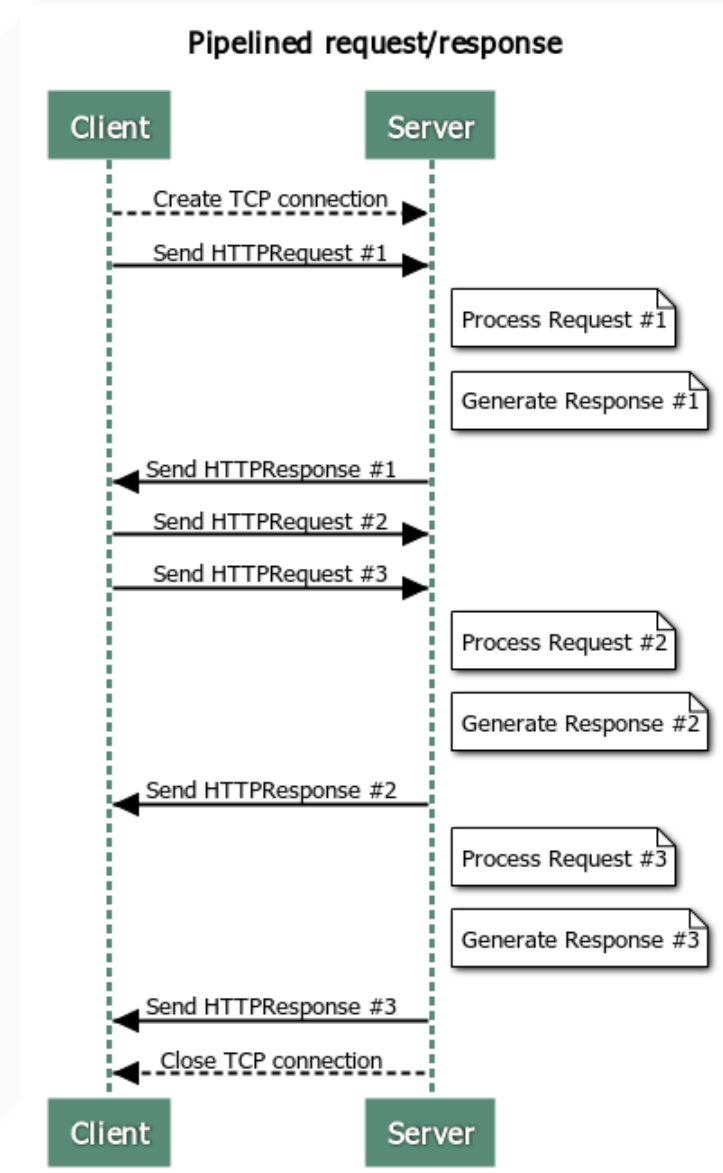 Pipelined request/response
Client
Server
Create TCP connection
Send HTTPRequest #1
Process Request #1
Generate Response #1
Send HTTPResponse #1
Send HTTPRequest #2
Send HTTPRequest #3
Process Request #2
Generate Response #2
Send HTTPResponse #2
Process Request #3
Generate Response #3
Send HTTPResponse #3
Close TCP connection
Client
Server